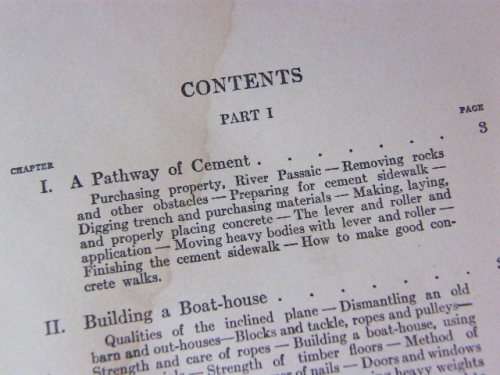 CONTENTS
PART I
CHAPTER PAGE
I. A Pathway of Cement . . . . . . 3
Purchasing property, River Passaic — Removing rocks
and other obstacles — Preparing for cement sidewalk —
Digging trench and purchasing materials — Making, laying,
and properly placing concrete — The lever and roller and
application — Moving heavy bodies with lever and roller —
Finishing the cement sidewalk — How to make good con-
crete walks.
II. Building a Boat-house . . . . . .
Qualities of the inclined plane — Dismantling an old
barn and out-houses — Blocks and tackle, ropes and pulleys —
Strength and care of ropes — Building a boat-house, using
— Strength of timber floors — Method of
of nails — Doors and windows
heavy weights